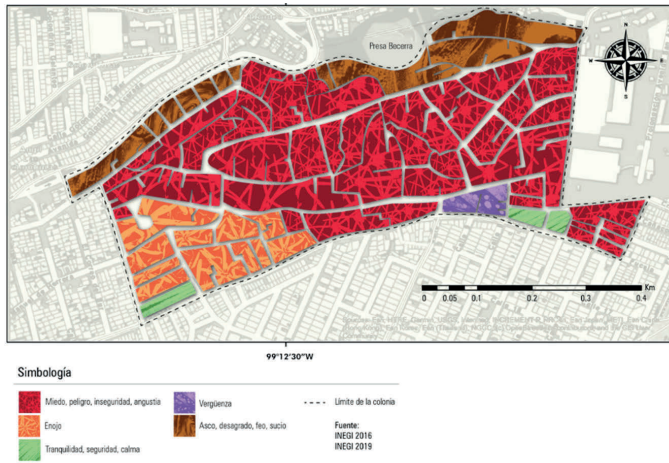 Presa Becerra
N
W
E
S
0 0.05 0.1 0.2 0.3 0.4
Km
99°12'30"W
Simbología
Miedo, peligro, inseguridad, angustia
Enojo
Tranquilidad, seguridad, calma
Vergüenza
Asco, desagrado, feo, sucio
Límite de la colonia
Fuente:
INEGI 2016
INEGI 2019